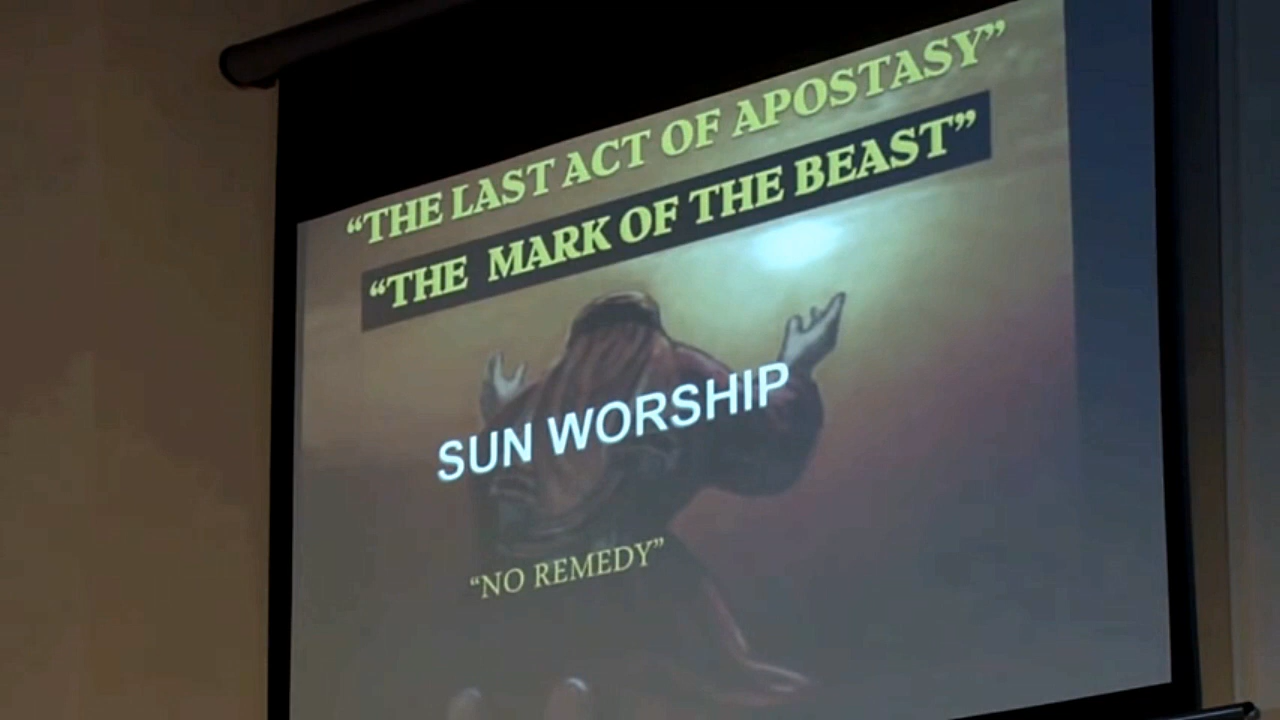 “THE LAST ACT OF APOSTASY”
“THE MARK OF THE BEAST”
SUN WORSHIP
“NO REMEDY”